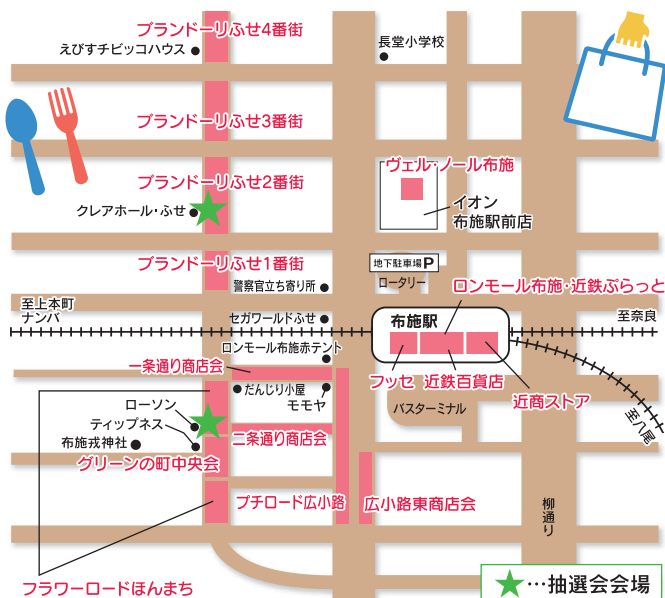 ブランドーリふせ4番街
えびすチビッコハウス
長堂小学校
ブランドーリふせ3番街
ヴェル・ノール布施
ブランドーリふせ2番街
クレアホール・ふせ
イオン
布施駅前店
ブランドーリふせ1番街
地下駐車場P
ロータリー
警察官立ち寄り所
ロンモール布施・近鉄ぷらっと
至上本町
ナンバ
セガワールドふせ
布施駅
至奈良
ロンモール布施赤テント
一条通り商店会
フッセ
近鉄百貨店
近商ストア
だんじり小屋
モモヤ
バスターミナル
至八尾
ローソン
ティップネス
布施戎神社
二条通り商店会
グリーンの町中央会
プチロード広小路
広小路東商店会
柳通り
フラワーロードほんまち
★…抽選会会場